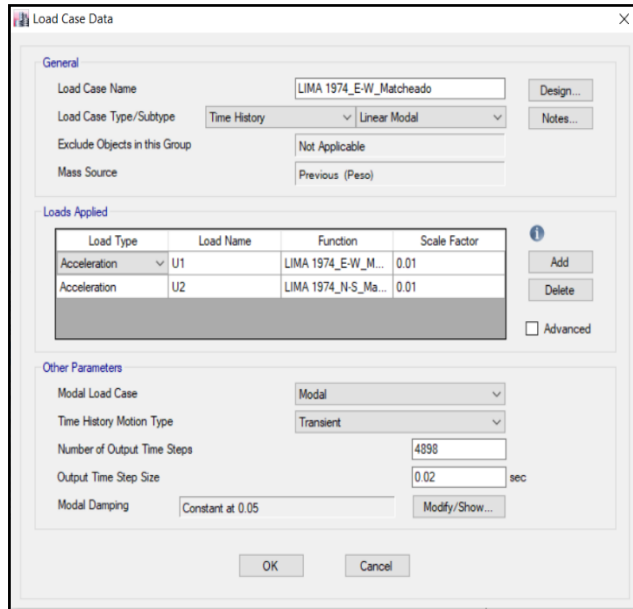 Load Case Data
General
Load Case Name LIMA 1974_E-W_Matcheado Design...
Load Case Type/Subtype Time History Linear Modal Notes...
Exclude Objects in this Group Not Applicable
Mass Source Previous (Peso)
Loads Applied
Load Type Load Name Function Scale Factor
Acceleration U1 LIMA 1974_E-W_M... 0.01 Add
Acceleration U2 LIMA 1974_N-S_Ma... 0.01 Delete
Advanced
Other Parameters
Modal Load Case Modal
Time History Motion Type Transient
Number of Output Time Steps 4898
Output Time Step Size 0.02 sec
Modal Damping Constant at 0.05 Modify/Show...
OK Cancel